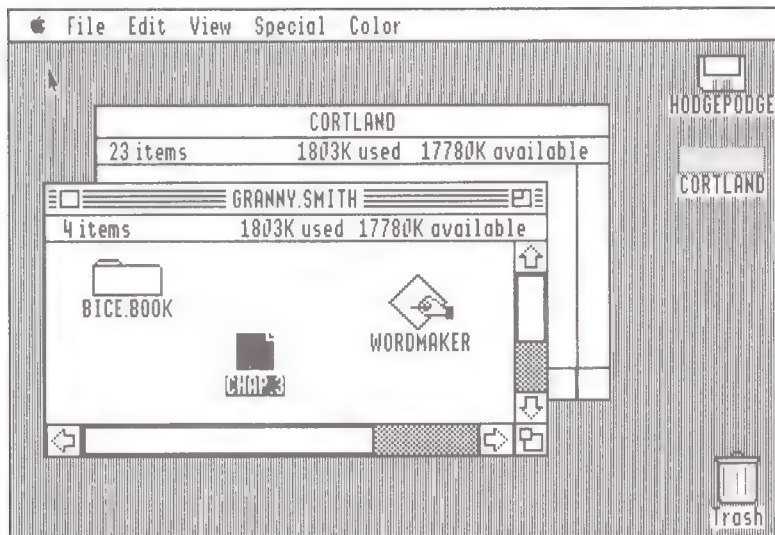 File Edit View Special Color
HODGEPODGE
CORTLAND
23 items 1803K used 17780K available
CORTLAND
GRANNY.SMITH
4 items 1803K used 17780K available
BICE.BOOK
WORDMAKER
CHAP.3
Trash